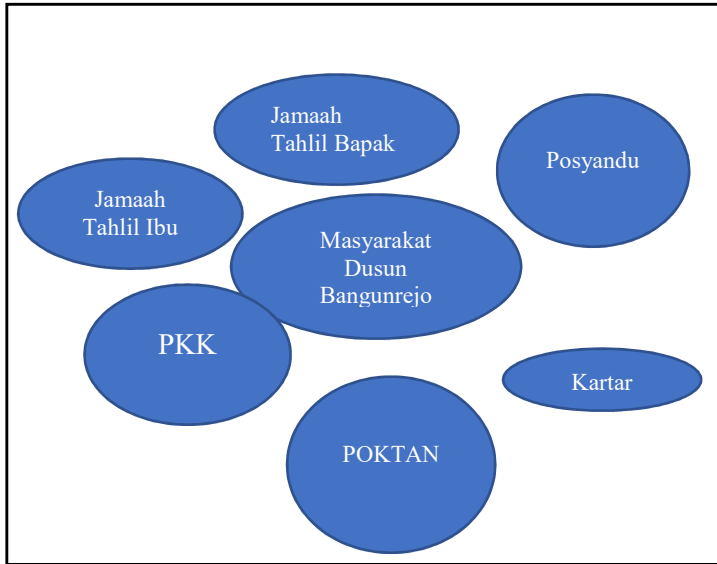 Jamaah
Tahlil Bapak
Posyandu
Jamaah
Tahlil Ibu
Masyarakat
Dusun
Bangunrejo
PKK
Kartar
POKTAN